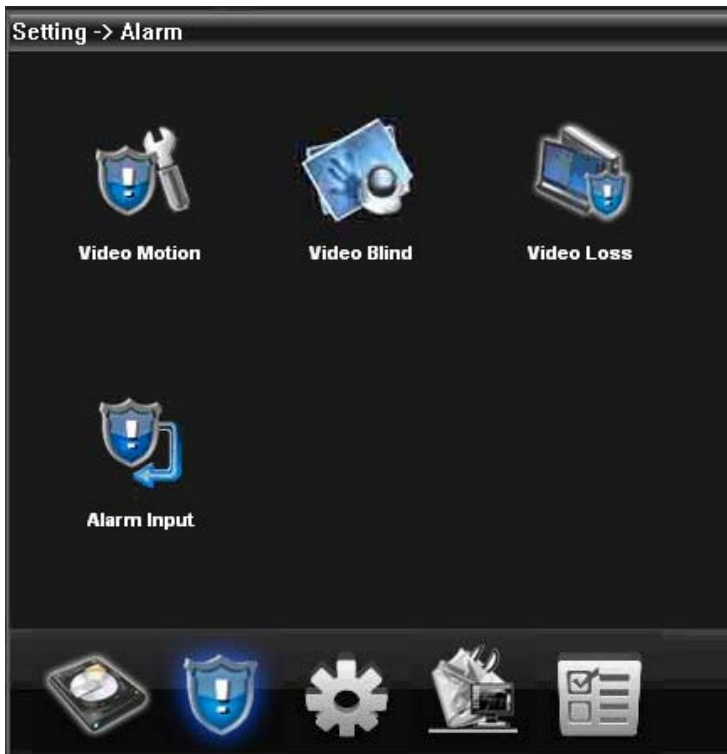 Setting -> Alarm
Video Motion
Video Blind
Video Loss
Alarm Input